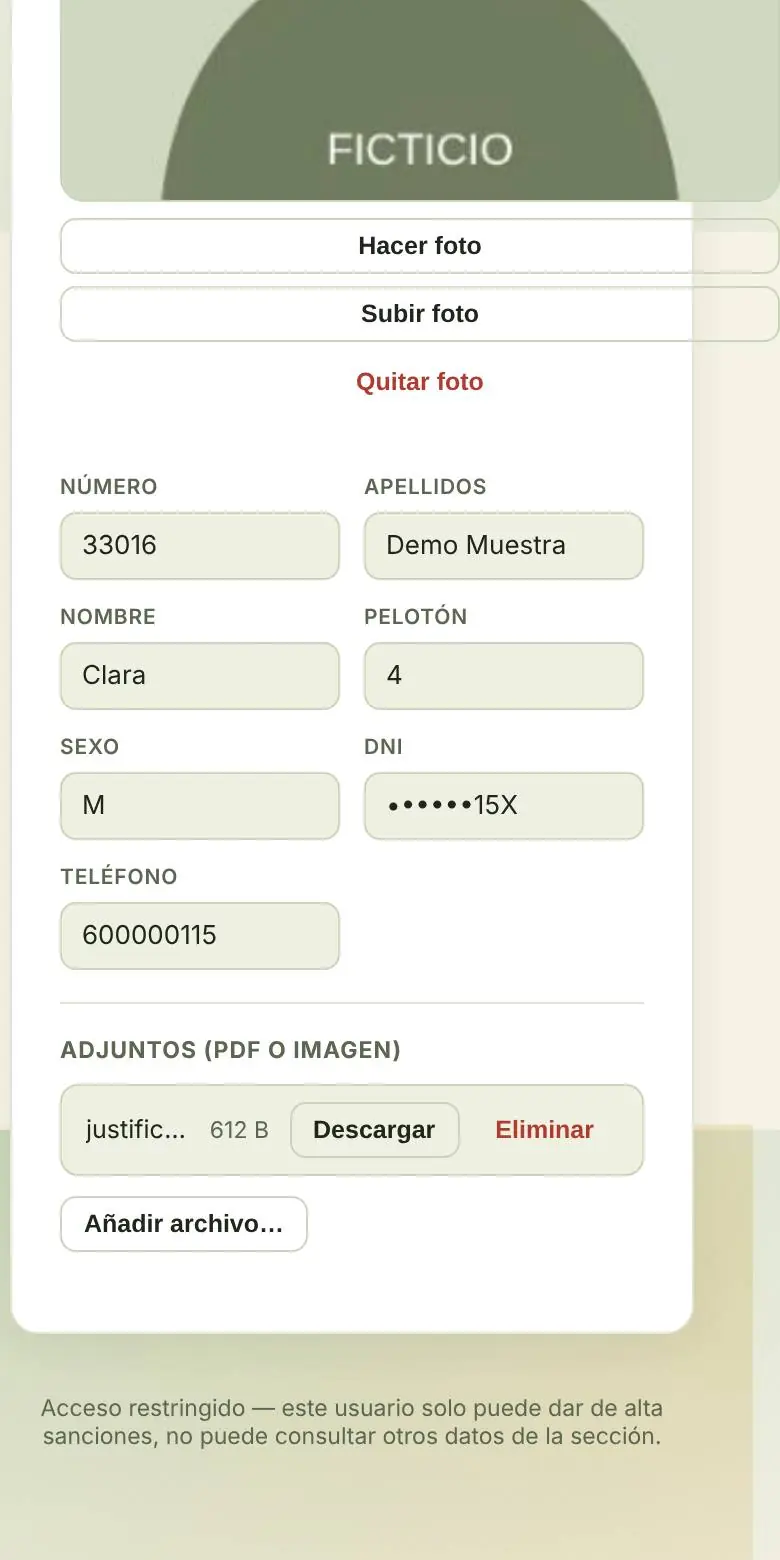 FICTICIO
Hacer foto
Subir foto
Quitar foto
NÚMERO APELLIDOS
33016 Demo Muestra
NOMBRE PELOTÓN
Clara 4
SEXO DNI
M ••••••15X
TELÉFONO
600000115
ADJUNTOS (PDF O IMAGEN)
justific... 612 B Descargar Eliminar
Añadir archivo...
Acceso restringido — este usuario solo puede dar de alta
sanciones, no puede consultar otros datos de la sección.